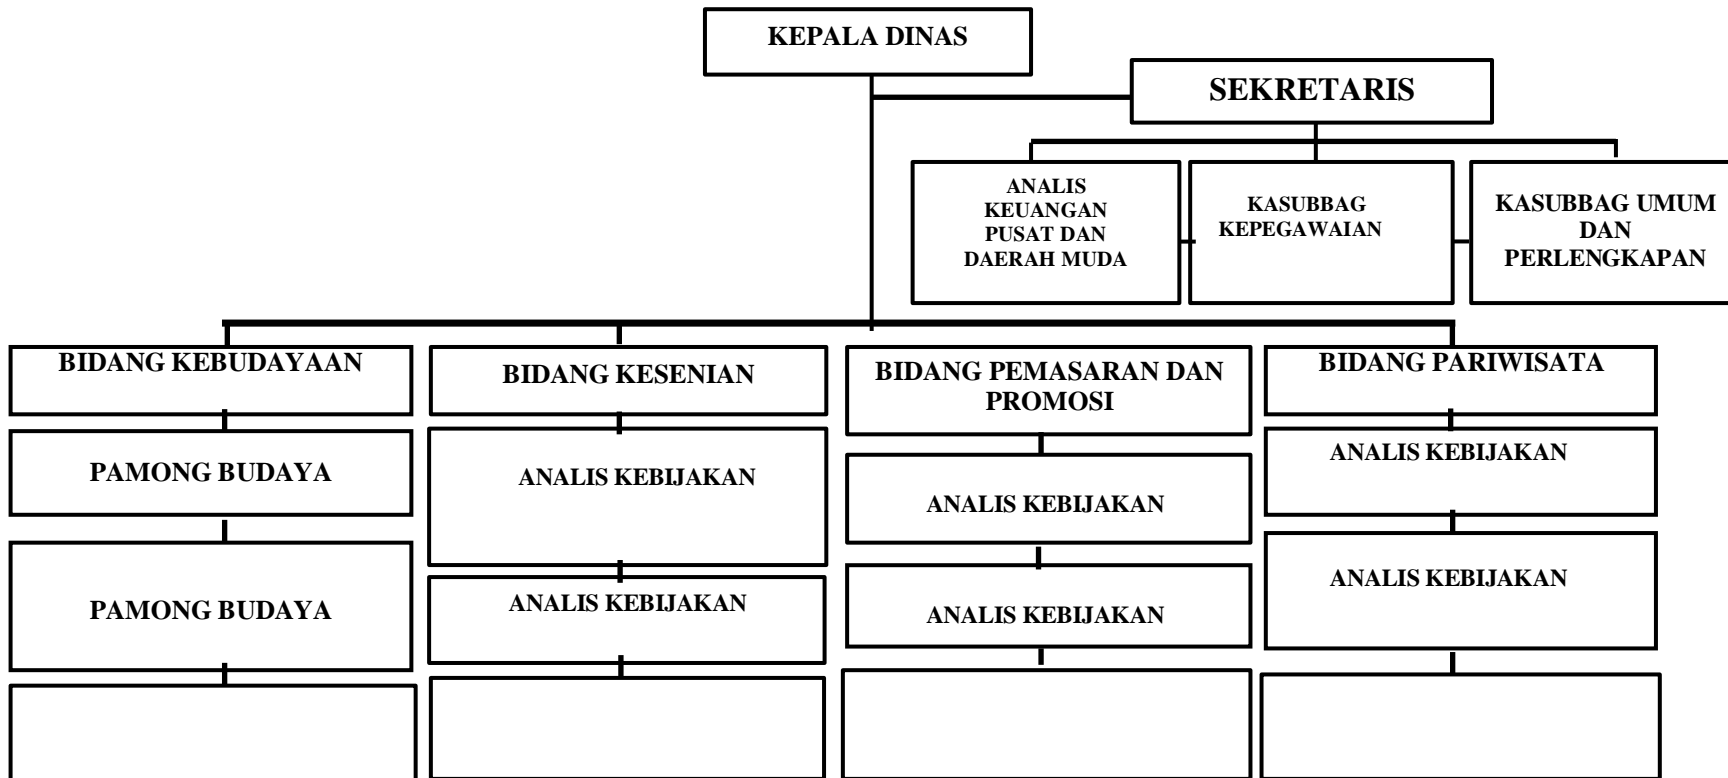 KEPALA DINAS
SEKRETARIS
ANALIS
KEUANGAN
PUSAT DAN
DAERAH MUDA
KASUBBAG
KEPEGAWAIAN
KASUBBAG UMUM
DAN
PERLENGKAPAN
BIDANG KEBUDAYAAN
BIDANG KESENIAN
BIDANG PEMASARAN DAN
PROMOSI
BIDANG PARIWISATA
PAMONG BUDAYA
ANALIS KEBIJAKAN
ANALIS KEBIJAKAN
ANALIS KEBIJAKAN
PAMONG BUDAYA
ANALIS KEBIJAKAN
ANALIS KEBIJAKAN
ANALIS KEBIJAKAN